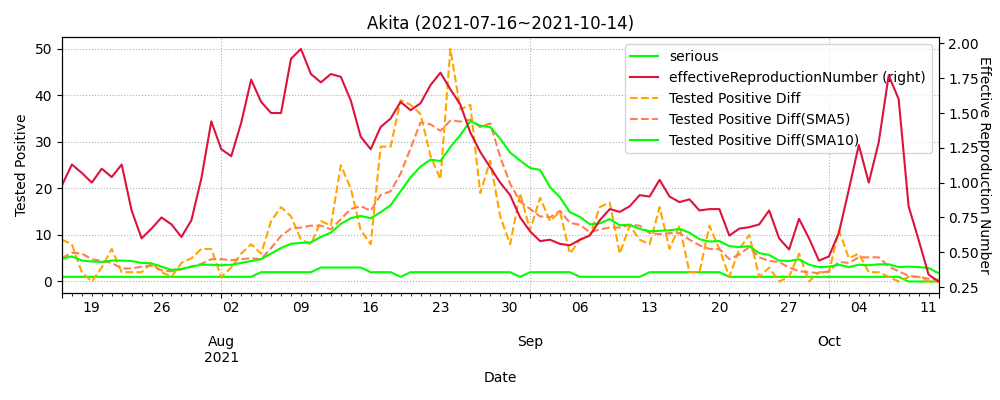 Akita (2021-07-16~2021-10-14)
serious
effectiveReproductionNumber (right)
Tested Positive Diff
Tested Positive Diff(SMA5)
Tested Positive Diff(SMA10)
Tested Positive
50
40
30
20
10
0
2.00
1.75
1.50
1.25
1.00
0.75
0.50
0.25
Effective Reproduction Number
19 26 02 09 16 23 30 06 13 20 27 04 11
Aug Sep Oct
2021
Date